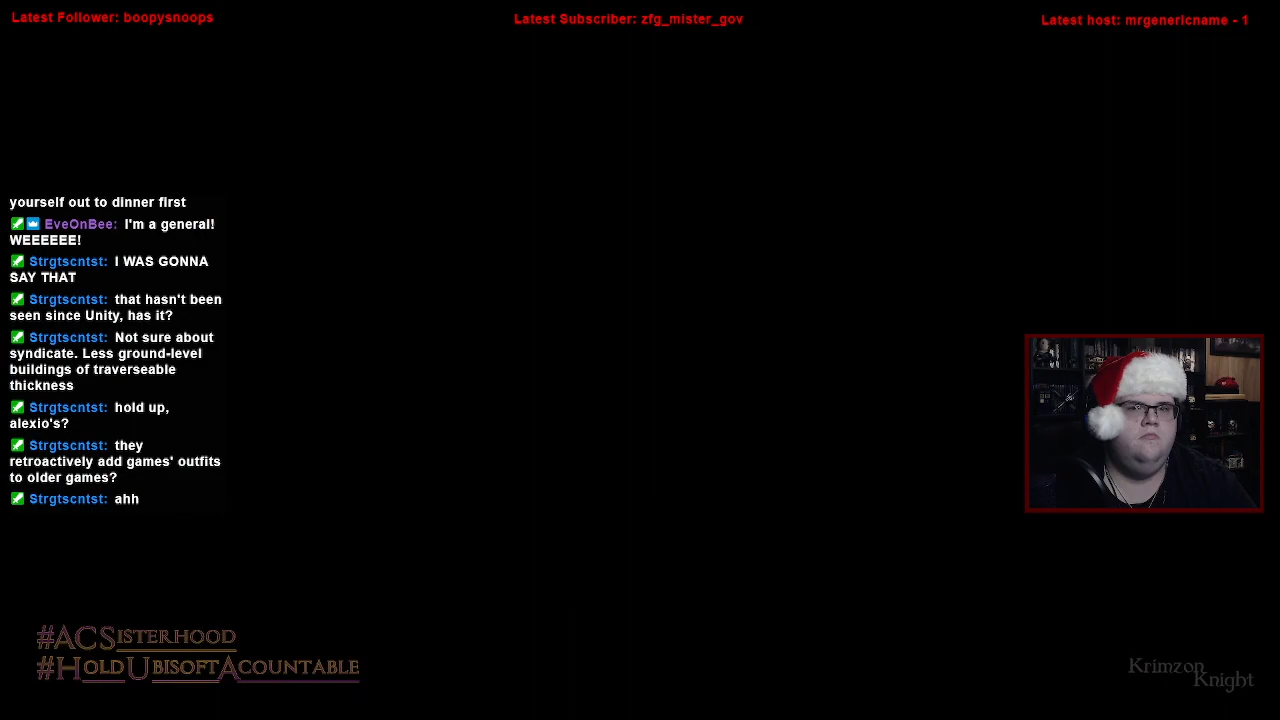 Latest Follower: boopysnoops
Latest Subscriber: zfg_mister_gov
Latest host: mrgenericname - 1
yourself out to dinner first
EveOnBee: I'm a general!
WEEEEEE!
Strgtscntst: I WAS GONNA
SAY THAT
Strgtscntst: that hasn't been
seen since Unity, has it?
Strgtscntst: Not sure about
syndicate. Less ground-level
buildings of traverseable
thickness
Strgtscntst: hold up,
alexio's?
Strgtscntst: they
retroactively add games' outfits
to older games?
Strgtscntst: ahh
#ACSisterhood
#HoldUbisoftAcountable
Krimzon
Knight